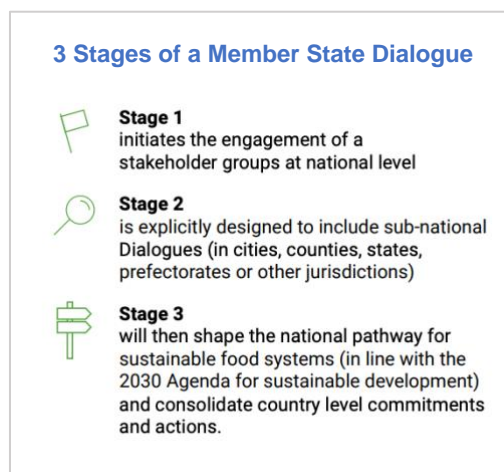 3 Stages of a Member State Dialogue
Stage 1
initiates the engagement of a
stakeholder groups at national level
Stage 2
is explicitly designed to include sub-national
Dialogues (in cities, counties, states,
prefectorates or other jurisdictions)
Stage 3
will then shape the national pathway for
sustainable food systems (in line with the
2030 Agenda for sustainable development)
and consolidate country level commitments
and actions.